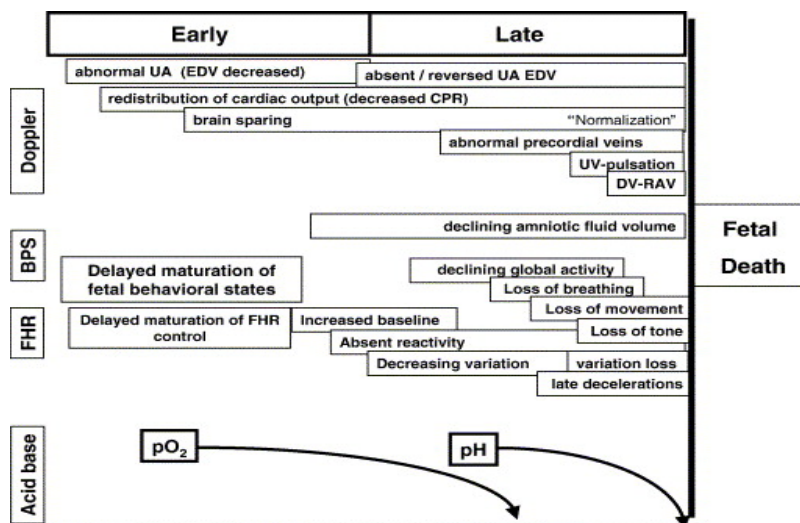 Early
Late
abnormal UA (EDV decreased)
absent / reversed UA EDV
redistribution of cardiac output (decreased CPR)
brain sparing
"Normalization"
abnormal precordial veins
UV-pulsation
DV-RAV
Doppler
declining amniotic fluid volume
Fetal
Death
BPS
Delayed maturation of
fetal behavioral states
declining global activity
Loss of breathing
Loss of movement
Loss of tone
FHR
Delayed maturation of FHR
control
Increased baseline
Absent reactivity
Decreasing variation
variation loss
late decelerations
Acid base
pO₂
pH